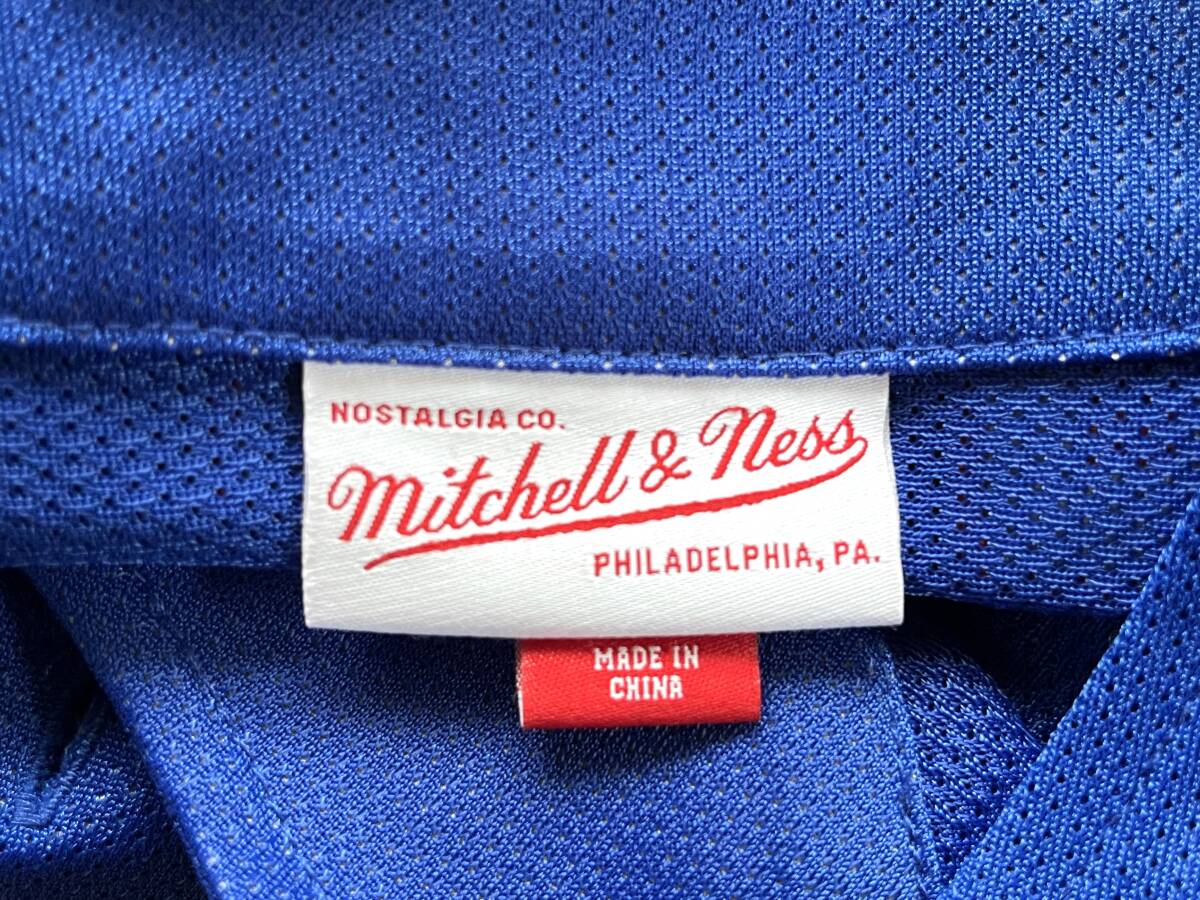 NOSTALGIA CO.
Mitchell & Ness
PHILADELPHIA, PA.
MADE IN
CHINA